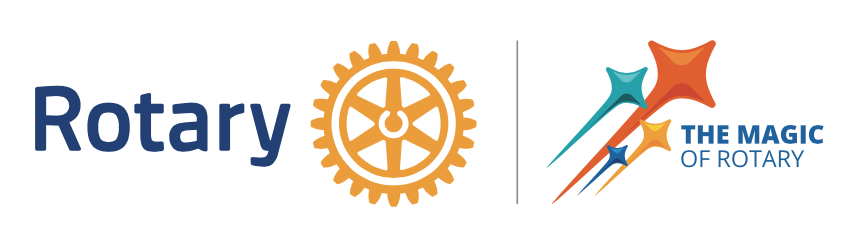 Rotary
THE MAGIC
OF ROTARY